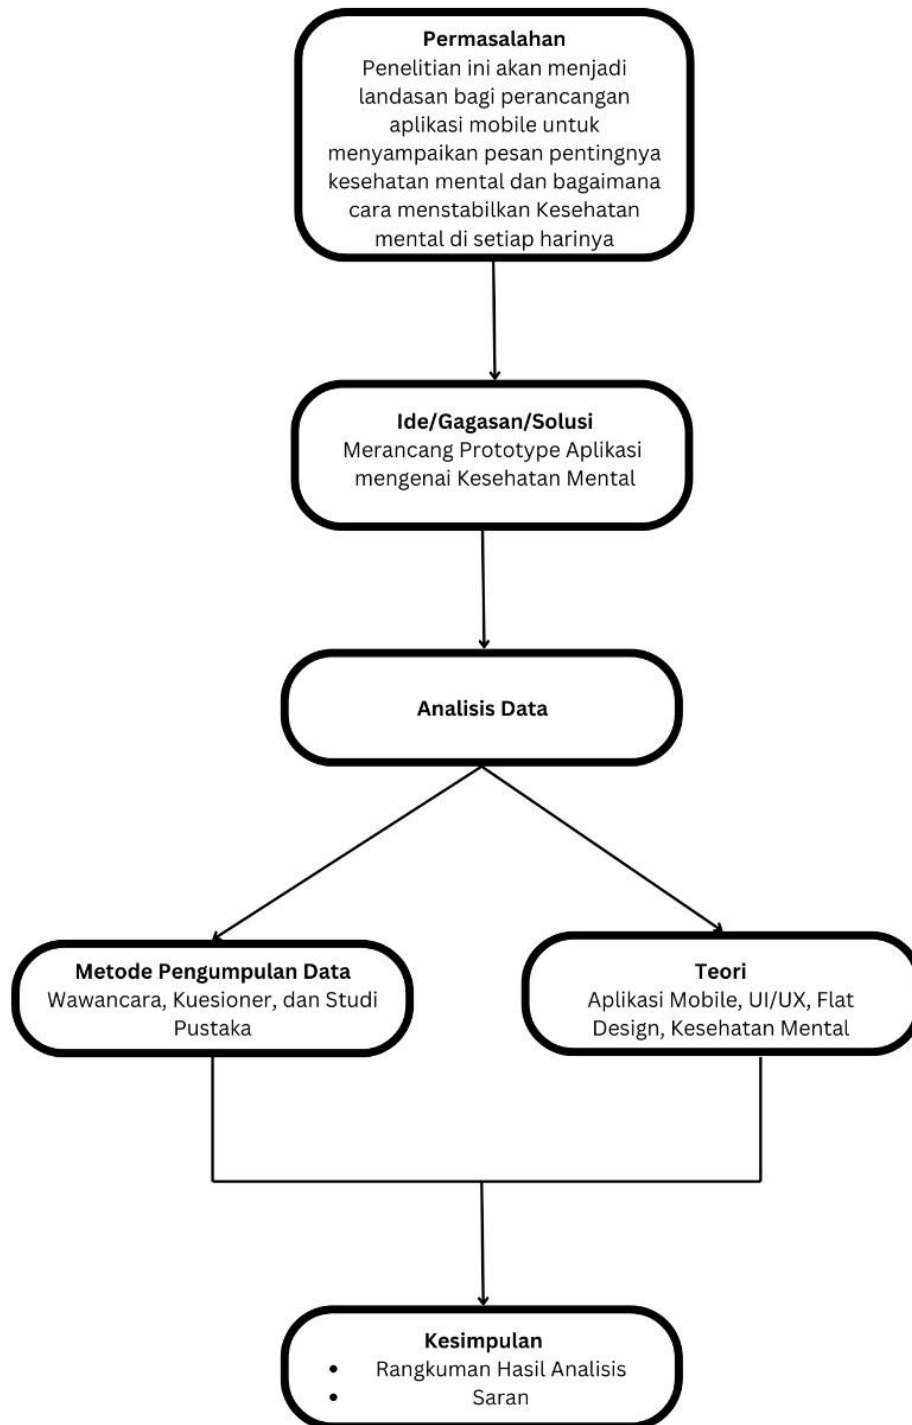 Permasalahan
Penelitian ini akan menjadi
landasan bagi perancangan
aplikasi mobile untuk
menyampaikan pesan pentingnya
kesehatan mental dan bagaimana
cara menstabilkan Kesehatan
mental di setiap harinya
Ide/Gagasan/Solusi
Merancang Prototype Aplikasi
mengenai Kesehatan Mental
Analisis Data
Metode Pengumpulan Data
Wawancara, Kuesioner, dan Studi
Pustaka
Teori
Aplikasi Mobile, UI/UX, Flat
Design, Kesehatan Mental
Kesimpulan
• Rangkuman Hasil Analisis
• Saran